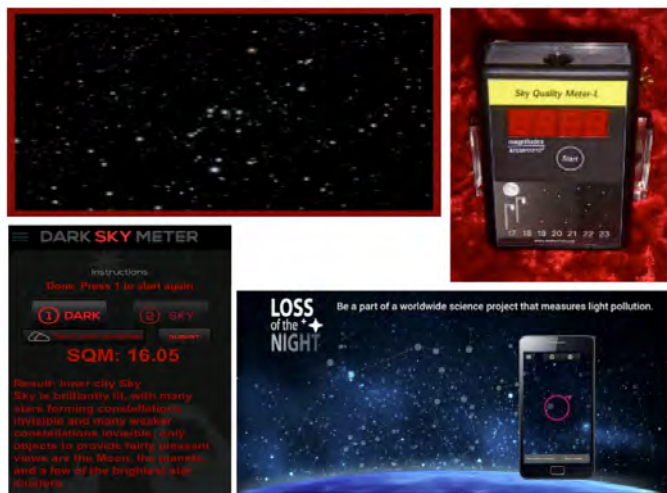 Sky Quality Meter-L
magnitudes
Start
17 18 19 20 21 22 23
DARK SKY METER
Instructions
Done. Press 1 to start again
1 DARK
2 SKY
SQM: 16.05
Result: Inner city Sky
Sky is brilliantly lit, with many
stars forming constellations
invisible and many weaker
constellations invisible; only
objects to provide fairly pleasant
views are the Moon, the planets,
and a few of the brightest star
clusters
LOSS
of the
NIGHT
Be a part of a worldwide science project that measures light pollution.